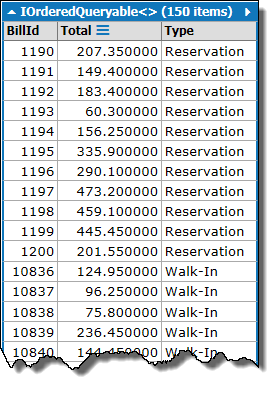 IOrderedQueryable<> (150 items)
BillId Total Type
1190 207.350000 Reservation
1191 149.400000 Reservation
1192 183.400000 Reservation
1193 60.300000 Reservation
1194 156.250000 Reservation
1195 335.900000 Reservation
1196 290.100000 Reservation
1197 473.200000 Reservation
1198 459.100000 Reservation
1199 445.450000 Reservation
1200 201.550000 Reservation
10836 124.950000 Walk-In
10837 96.250000 Walk-In
10838 75.800000 Walk-In
10839 236.450000 Walk-In
10840 Walk-In